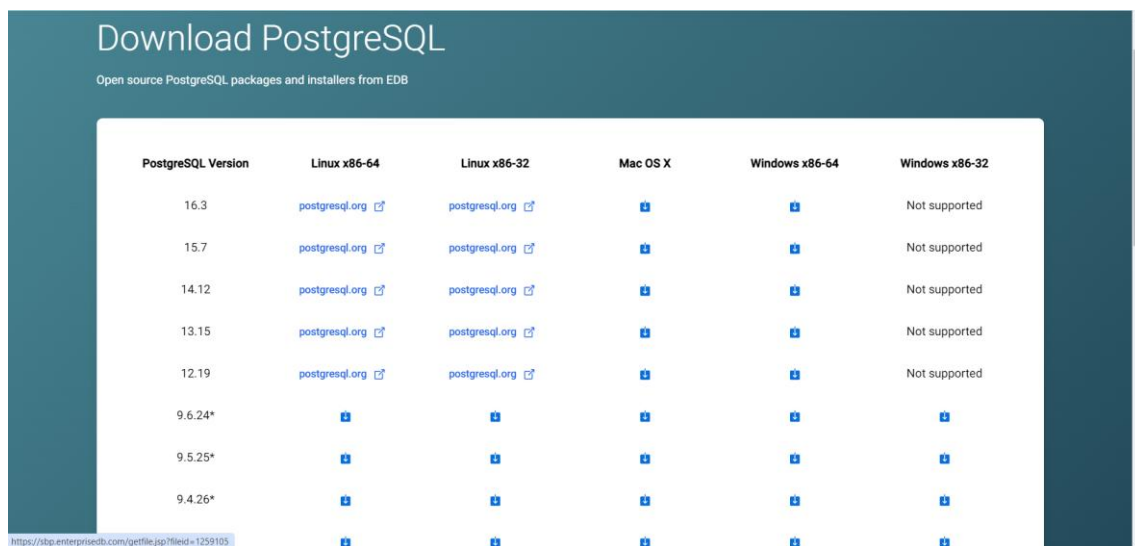 Download PostgreSQL
Open source PostgreSQL packages and installers from EDB
PostgreSQL Version Linux x86-64 Linux x86-32 Mac OS X Windows x86-64 Windows x86-32
16.3 postgresql.org postgresql.org Not supported
15.7 postgresql.org postgresql.org Not supported
14.12 postgresql.org postgresql.org Not supported
13.15 postgresql.org postgresql.org Not supported
12.19 postgresql.org postgresql.org Not supported
9.6.24*
9.5.25*
9.4.26*
https://sbp.enterprisedb.com/getfile.jsp?fileid=1259105